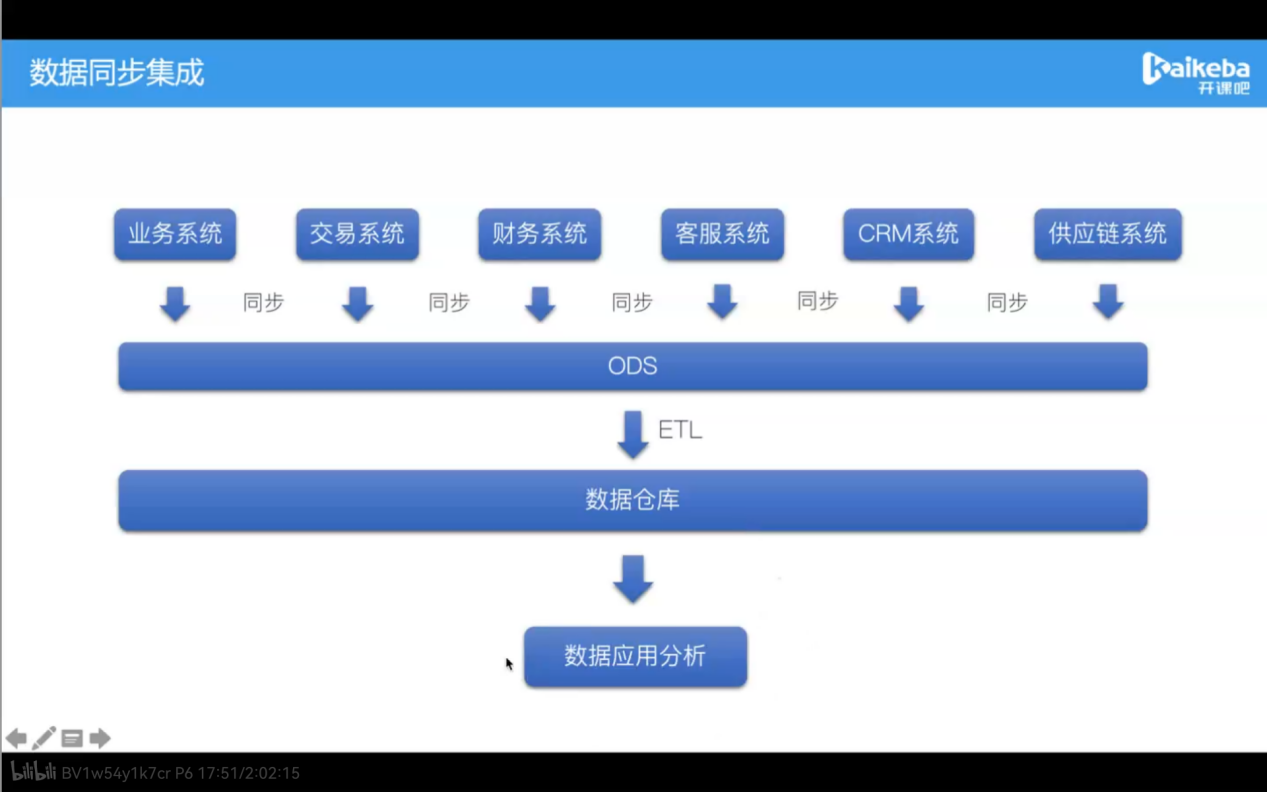 数据同步集成
Kaikeba
开课吧
业务系统
交易系统
财务系统
客服系统
CRM系统
供应链系统
同步
同步
同步
同步
同步
ODS
ETL
数据仓库
数据应用分析
bilibili BV1w54y1k7cr P6 17:51/2:02:15